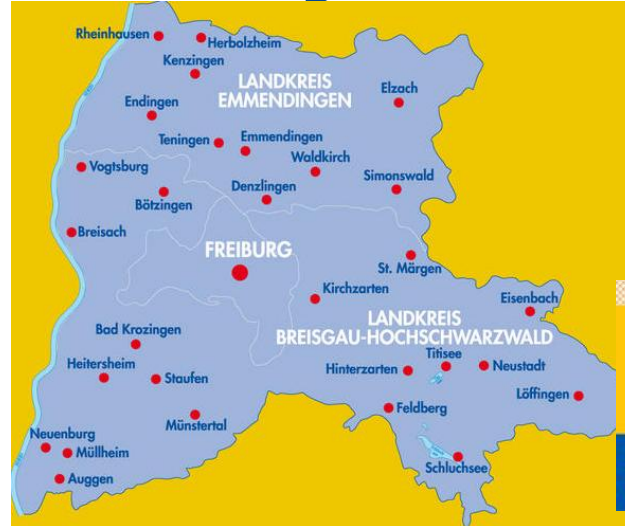 Rheinhausen
Herbolzheim
Kenzingen
LANDKREIS
EMMENDINGEN
Elzach
Endingen
Teningen
Emmendingen
Waldkirch
Vogtsburg
Simonswald
Denzlingen
Bötzingen
Breisach
FREIBURG
St. Märgen
Kirchzarten
Eisenbach
LANDKREIS
BREISGAU-HOCHSCHWARZWALD
Bad Krozingen
Titisee
Heitersheim
Hinterzarten
Neustadt
Staufen
Löffingen
Feldberg
Münstertal
Neuenburg
Müllheim
Schluchsee
Auggen